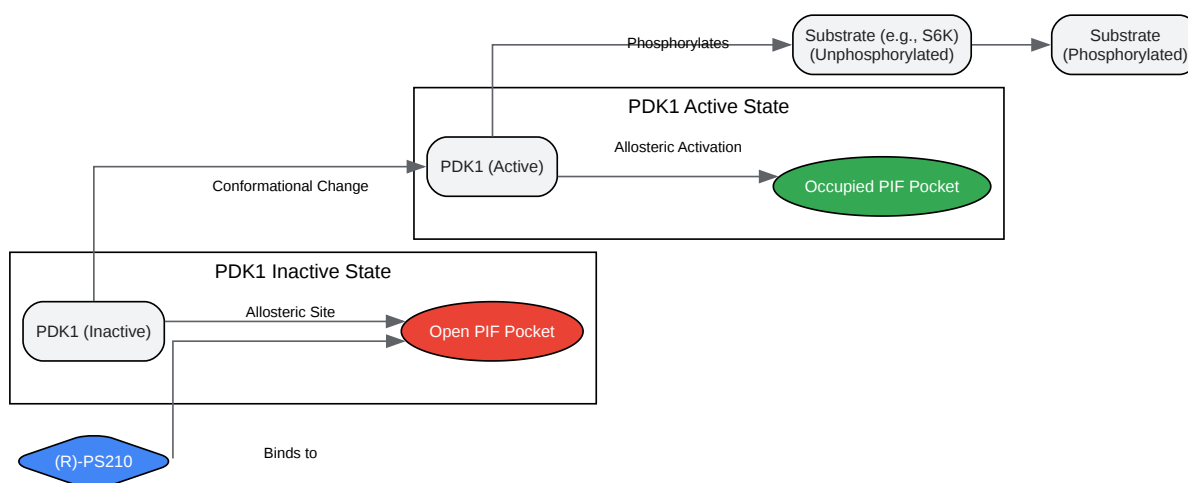 Phosphorylates
Substrate (e.g., S6K)
(Unphosphorylated)
Substrate
(Phosphorylated)
PDK1 Active State
PDK1 (Active)
Allosteric Activation
Occupied PIF Pocket
Conformational Change
PDK1 Inactive State
PDK1 (Inactive)
Allosteric Site
Open PIF Pocket
(R)-PS210
Binds to